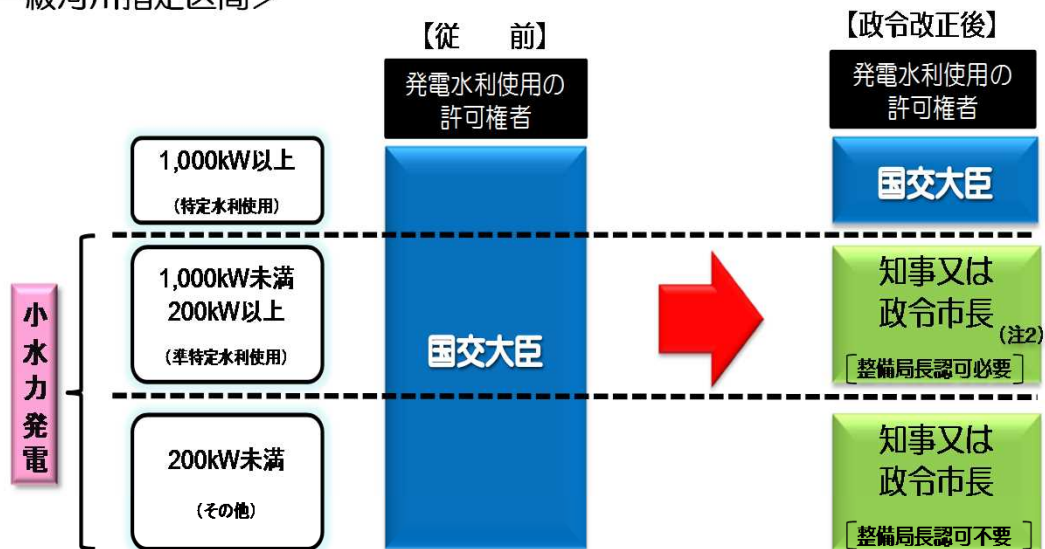 級河川指定区間＞
【従　前】
【政令改正後】
発電水利使用の
許可権者
発電水利使用の
許可権者
1,000kW以上
(特定水利使用)
国交大臣
小水力発電
1,000kW未満
200kW以上
(準特定水利使用)
国交大臣
知事又は
政令市長
(注2)
［整備局長認可必要］
200kW未満
(その他)
知事又は
政令市長
［整備局長認可不要］